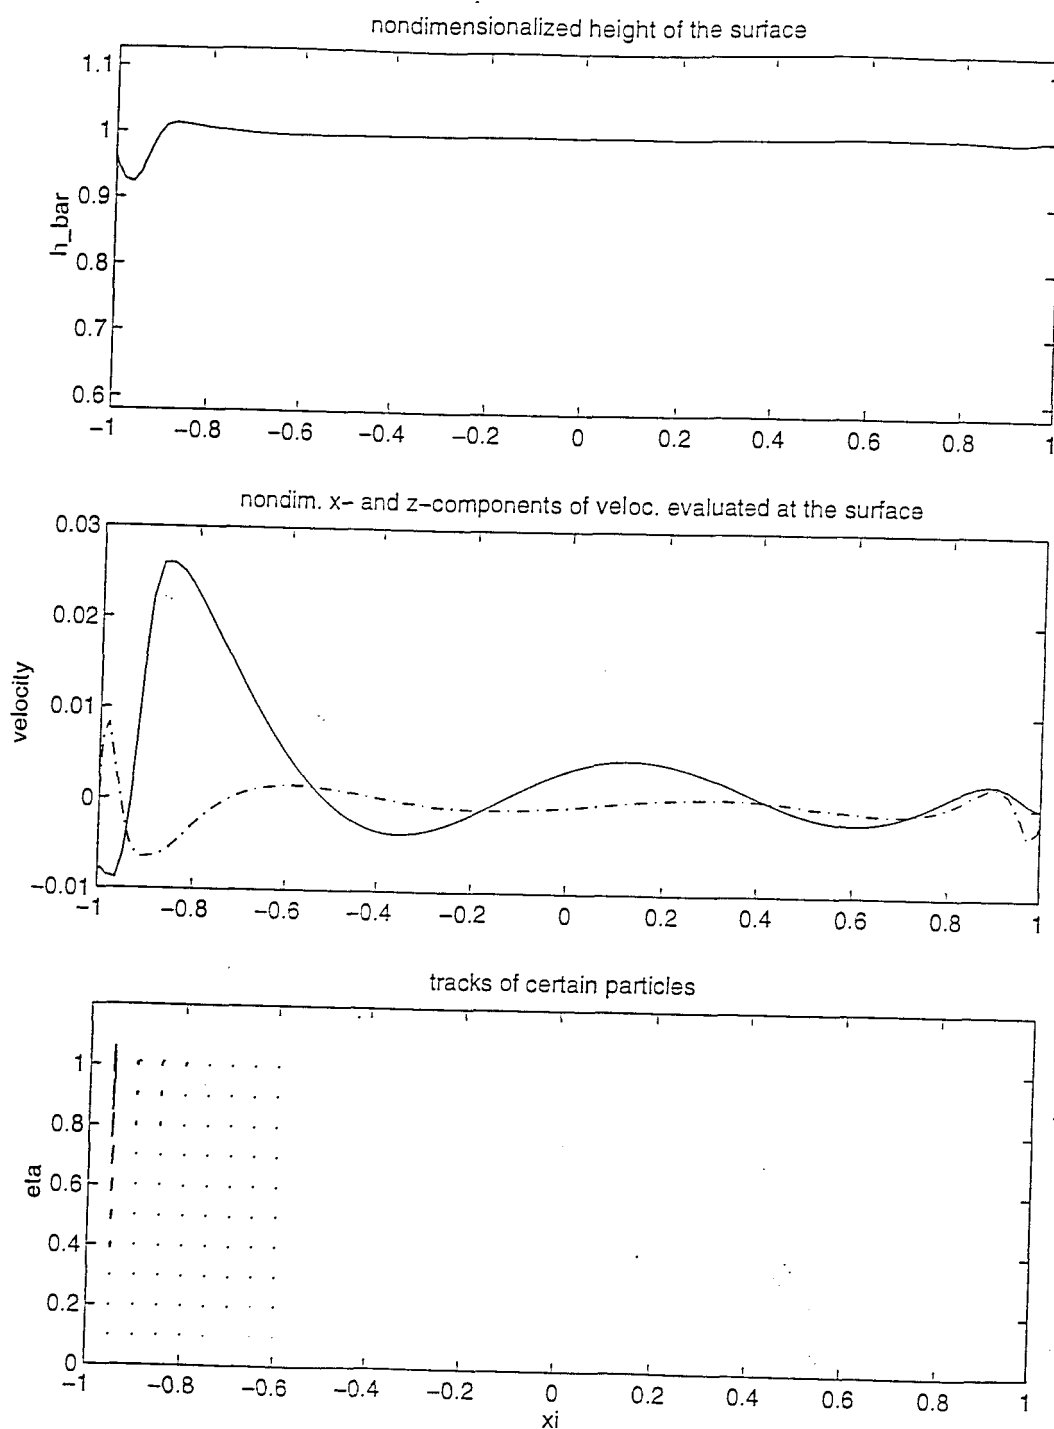 nondimensionalized height of the surface
1.1
1
0.9
0.8
0.7
0.6
h_bar
−1 −0.8 −0.6 −0.4 −0.2 0 0.2 0.4 0.6 0.8 1
nondim. x− and z−components of veloc. evaluated at the surface
0.03
0.02
0.01
0
−0.01
velocity
−1 −0.8 −0.6 −0.4 −0.2 0 0.2 0.4 0.6 0.8 1
tracks of certain particles
1
0.8
0.6
0.4
0.2
0
eta
−1 −0.8 −0.6 −0.4 −0.2 0 0.2 0.4 0.6 0.8 1
xi